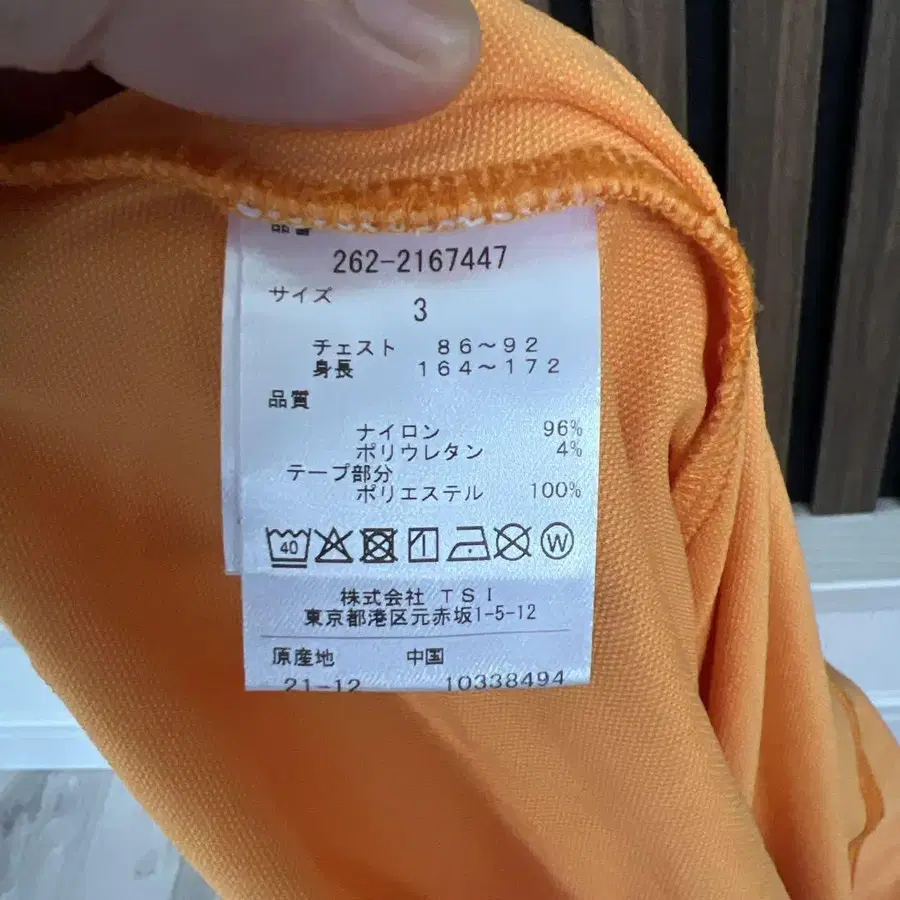 品番
262-2167447
サイズ
3
チェスト 86～92
身長 164～172
品質
ナイロン 96%
ポリウレタン 4%
テープ部分
ポリエステル 100%
40 W
株式会社 TSI
東京都港区元赤坂1-5-12
原産地 中国
21-12 10338494